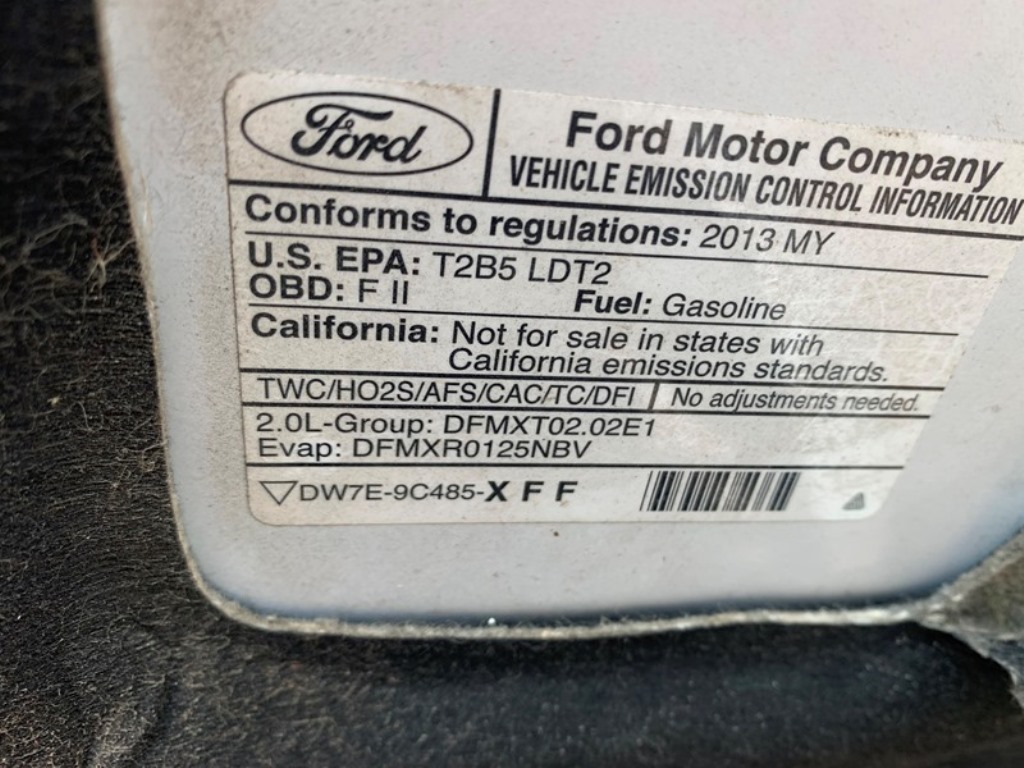 Ford
Ford Motor Company
VEHICLE EMISSION CONTROL INFORMATION
Conforms to regulations: 2013 MY
U.S. EPA: T2B5 LDT2
OBD: F II Fuel: Gasoline
California: Not for sale in states with
California emissions standards.
TWC/HO2S/AFS/CAC/TC/DFI No adjustments needed.
2.0L-Group: DFMXT02.02E1
Evap: DFMXR0125NBV
DW7E-9C485-X F F